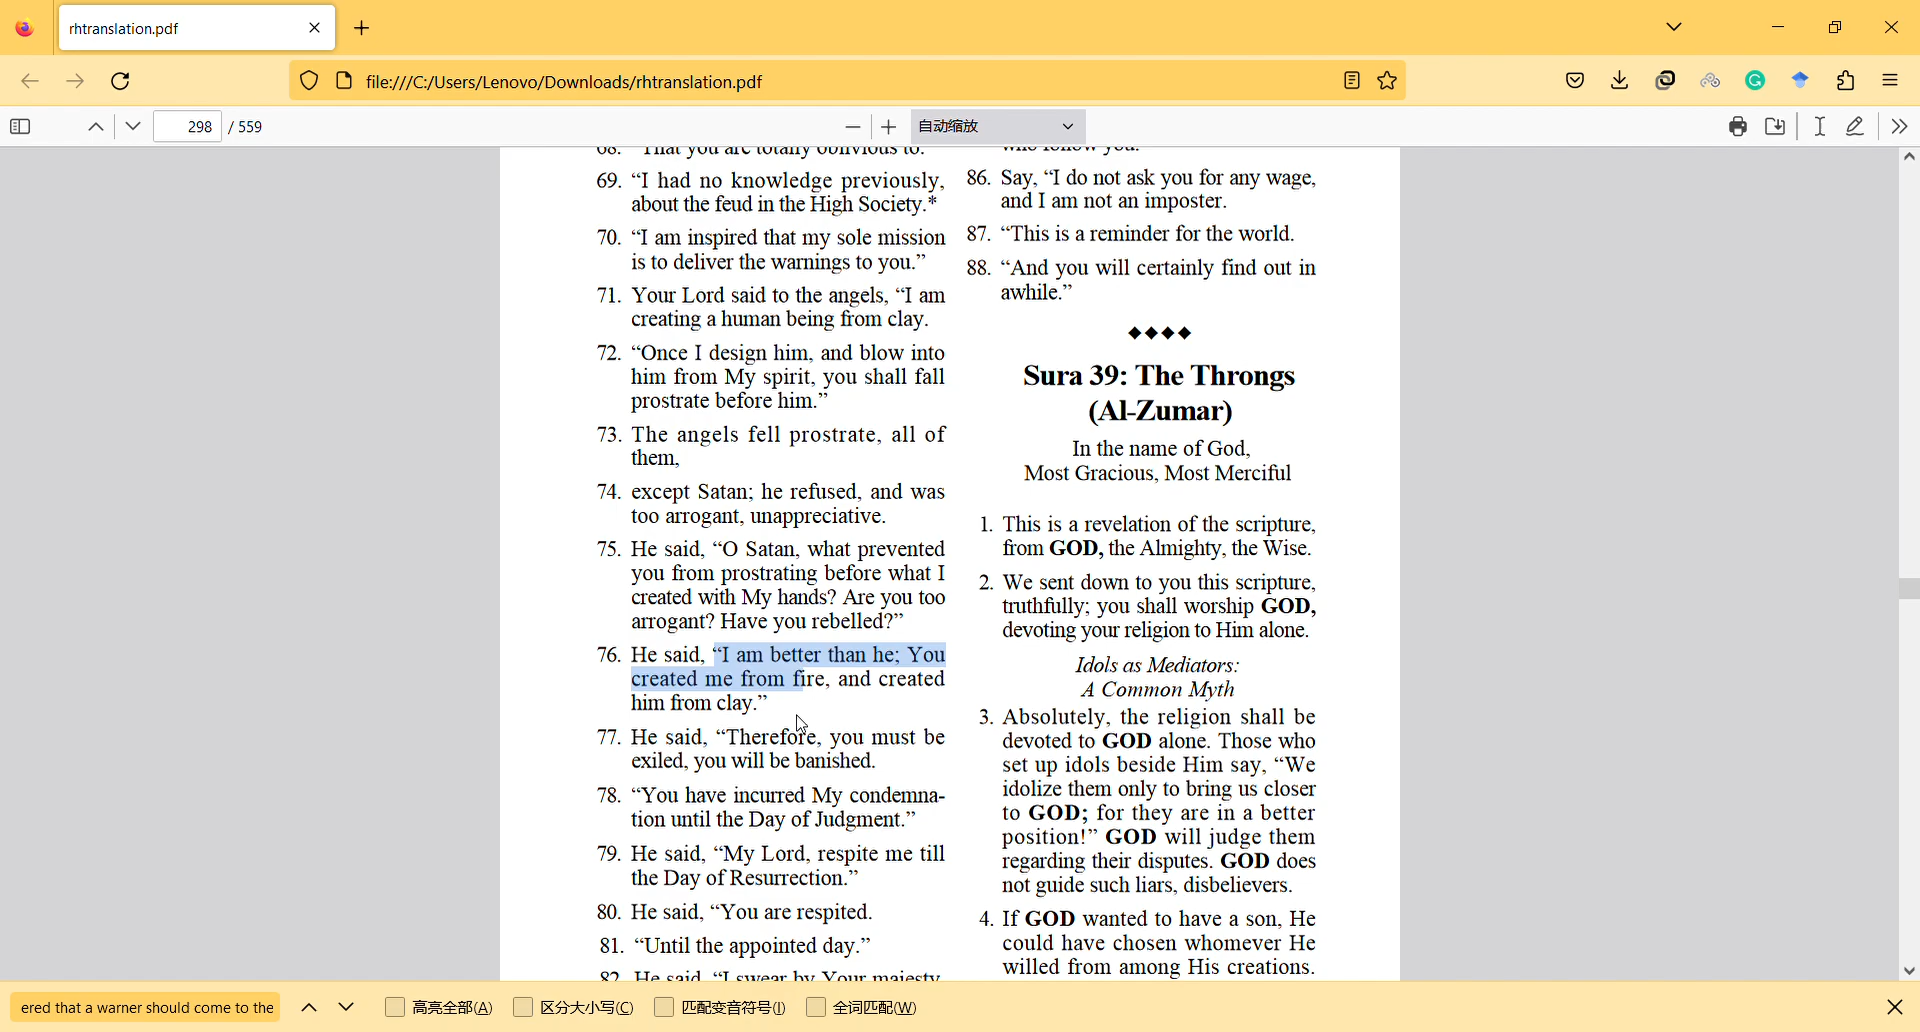 rhtranslation.pdf
file:///C:/Users/Lenovo/Downloads/rhtranslation.pdf
298 / 559
自动缩放
68. “That you are totally oblivious to.
69. “I had no knowledge previously,
about the feud in the High Society.*
70. “I am inspired that my sole mission
is to deliver the warnings to you.”
71. Your Lord said to the angels, “I am
creating a human being from clay.
72. “Once I design him, and blow into
him from My spirit, you shall fall
prostrate before him.”
73. The angels fell prostrate, all of
them,
74. except Satan; he refused, and was
too arrogant, unappreciative.
75. He said, “O Satan, what prevented
you from prostrating before what I
created with My hands? Are you too
arrogant? Have you rebelled?”
76. He said, “I am better than he; You
created me from fire, and created
him from clay.”
77. He said, “Therefore, you must be
exiled, you will be banished.
78. “You have incurred My condemna-
tion until the Day of Judgment.”
79. He said, “My Lord, respite me till
the Day of Resurrection.”
80. He said, “You are respited.
81. “Until the appointed day.”
82. He said, “I swear by Your majesty,
who follow you.
86. Say, “I do not ask you for any wage,
and I am not an imposter.
87. “This is a reminder for the world.
88. “And you will certainly find out in
awhile.”
Sura 39: The Throngs
(Al-Zumar)
In the name of God,
Most Gracious, Most Merciful
1. This is a revelation of the scripture,
from GOD, the Almighty, the Wise.
2. We sent down to you this scripture,
truthfully; you shall worship GOD,
devoting your religion to Him alone.
Idols as Mediators:
A Common Myth
3. Absolutely, the religion shall be
devoted to GOD alone. Those who
set up idols beside Him say, “We
idolize them only to bring us closer
to GOD; for they are in a better
position!” GOD will judge them
regarding their disputes. GOD does
not guide such liars, disbelievers.
4. If GOD wanted to have a son, He
could have chosen whomever He
willed from among His creations.
ered that a warner should come to the
高亮全部(A)
区分大小写(C)
匹配变音符号(I)
全词匹配(W)